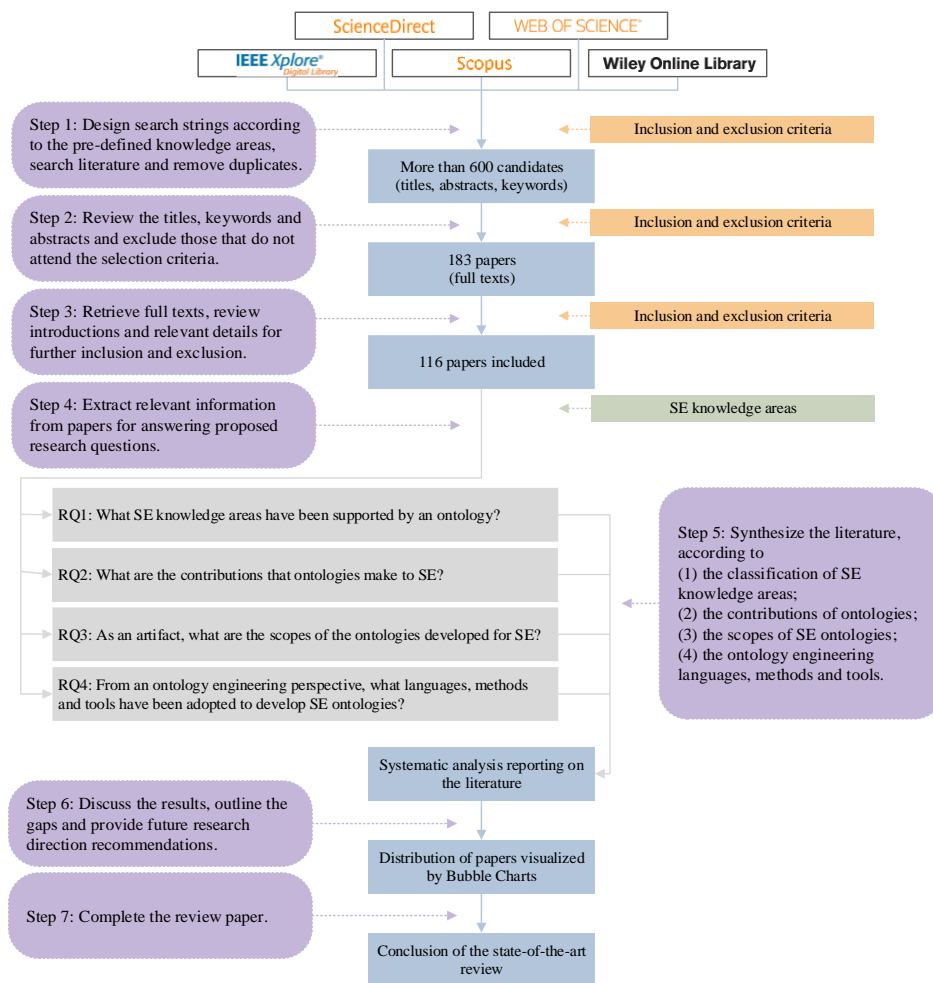 ScienceDirect
WEB OF SCIENCE™
IEEE Xplore®
Digital Library
Scopus
Wiley Online Library
Step 1: Design search strings according
to the pre-defined knowledge areas,
search literature and remove duplicates.
Inclusion and exclusion criteria
More than 600 candidates
(titles, abstracts, keywords)
Step 2: Review the titles, keywords and
abstracts and exclude those that do not
attend the selection criteria.
Inclusion and exclusion criteria
183 papers
(full texts)
Step 3: Retrieve full texts, review
introductions and relevant details for
further inclusion and exclusion.
Inclusion and exclusion criteria
116 papers included
Step 4: Extract relevant information
from papers for answering proposed
research questions.
SE knowledge areas
RQ1: What SE knowledge areas have been supported by an ontology?
RQ2: What are the contributions that ontologies make to SE?
RQ3: As an artifact, what are the scopes of the ontologies developed for SE?
RQ4: From an ontology engineering perspective, what languages, methods
and tools have been adopted to develop SE ontologies?
Step 5: Synthesize the literature,
according to
(1) the classification of SE
knowledge areas;
(2) the contributions of ontologies;
(3) the scopes of SE ontologies;
(4) the ontology engineering
languages, methods and tools.
Systematic analysis reporting on
the literature
Step 6: Discuss the results, outline the
gaps and provide future research
direction recommendations.
Distribution of papers visualized
by Bubble Charts
Step 7: Complete the review paper.
Conclusion of the state-of-the-art
review